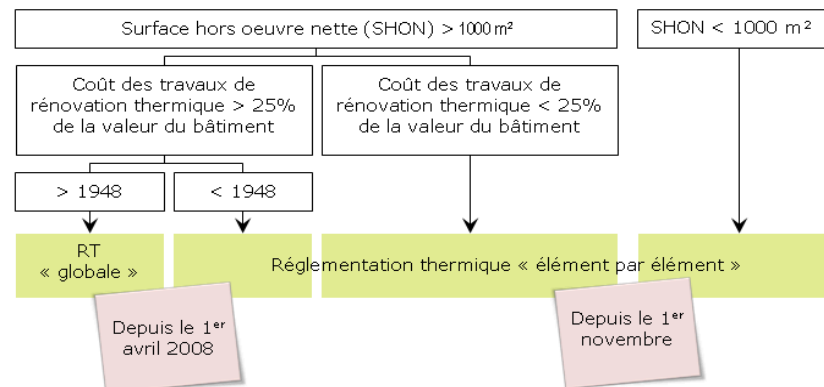 Surface hors oeuvre nette (SHON) > 1000 m²
SHON < 1000 m²
Coût des travaux de
rénovation thermique > 25%
de la valeur du bâtiment
Coût des travaux de
rénovation thermique < 25%
de la valeur du bâtiment
> 1948
< 1948
RT
« globale »
Réglementation thermique « élément par élément »
Depuis le 1er
avril 2008
Depuis le 1er
novembre